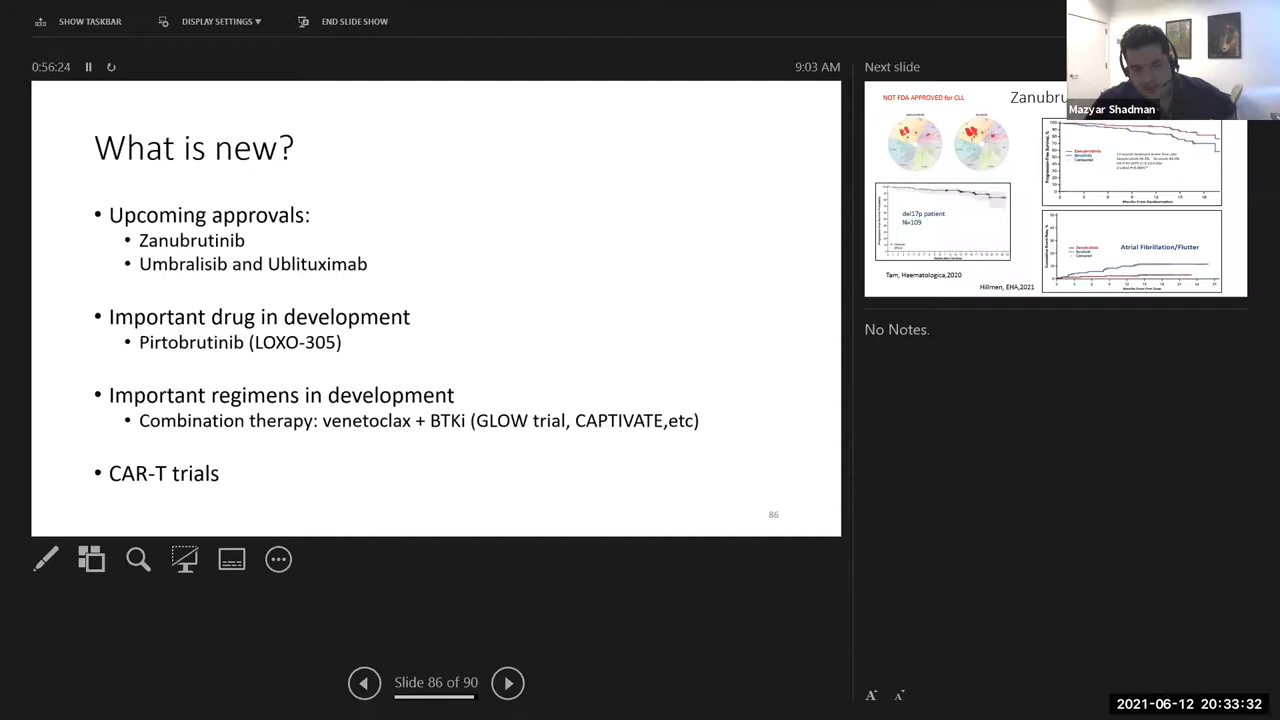 SHOW TASKBAR
DISPLAY SETTINGS ▼
END SLIDE SHOW
0:56:24
9:03 AM
What is new?
• Upcoming approvals:
• Zanubrutinib
• Umbralisib and Ublituximab
• Important drug in development
• Pirtobrutinib (LOXO-305)
• Important regimens in development
• Combination therapy: venetoclax + BTKi (GLOW trial, CAPTIVATE,etc)
• CAR-T trials
86
Slide 86 of 90
Next slide
NOT FDA APPROVED for CLL
Zanubru
del17p patient
N=109
Tam, Haematologica,2020
Hillmen, EHA,2021
Atrial Fibrillation/Flutter
No Notes.
Mazyar Shadman
2021-06-12 20:33:32